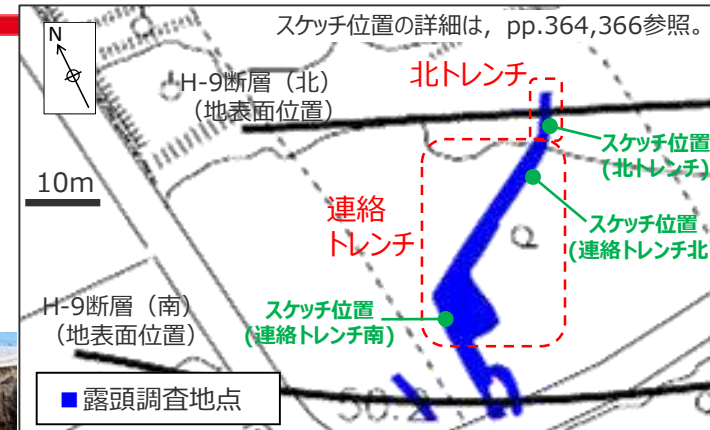 スケッチ位置の詳細は，pp.364,366参照。
N
H-9断層（北）
（地表面位置）
北トレンチ
スケッチ位置
(北トレンチ)
10m
連絡
トレンチ
スケッチ位置
(連絡トレンチ北
H-9断層（南）
（地表面位置）
スケッチ位置
(連絡トレンチ南)
■露頭調査地点